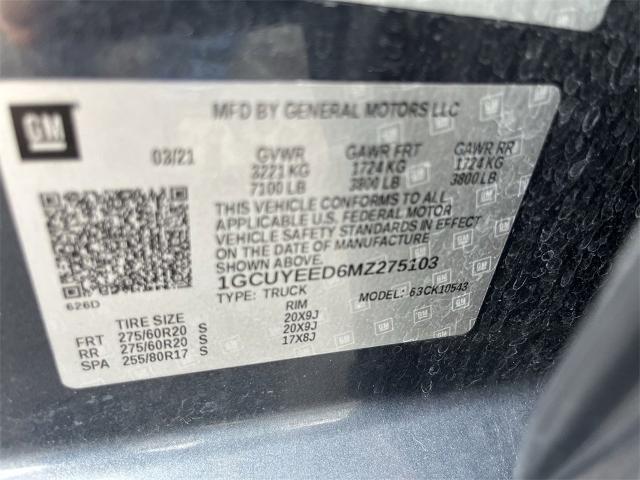 GM
MFD BY GENERAL MOTORS LLC
03/21 GVWR GAWR FRT GAWR RR
3221 KG 1724 KG 1724 KG
7100 LB 3800 LB 3800 LB
THIS VEHICLE CONFORMS TO ALL
APPLICABLE U.S. FEDERAL MOTOR
VEHICLE SAFETY STANDARDS IN EFFECT
ON THE DATE OF MANUFACTURE
SHOWN ABOVE.
1GCUYEED6MZ275103
626D TYPE: TRUCK MODEL: 63CK10543
TIRE SIZE RIM
FRT 275/60R20 S 20X9J
RR 275/60R20 S 20X9J
SPA 255/80R17 S 17X8J